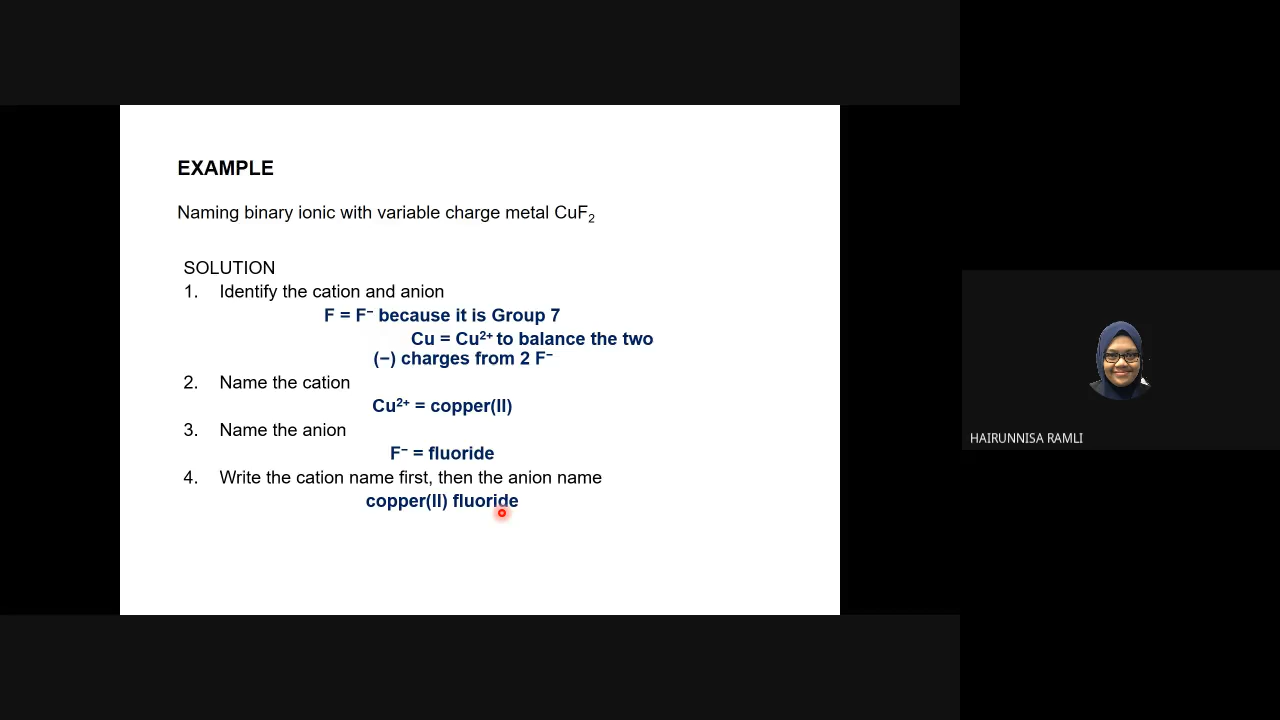 EXAMPLE
Naming binary ionic with variable charge metal CuF₂
SOLUTION
1. Identify the cation and anion
F = F⁻ because it is Group 7
Cu = Cu²⁺ to balance the two
(−) charges from 2 F⁻
2. Name the cation
Cu²⁺ = copper(II)
3. Name the anion
F⁻ = fluoride
4. Write the cation name first, then the anion name
copper(II) fluoride
HAIRUNNISA RAMLI